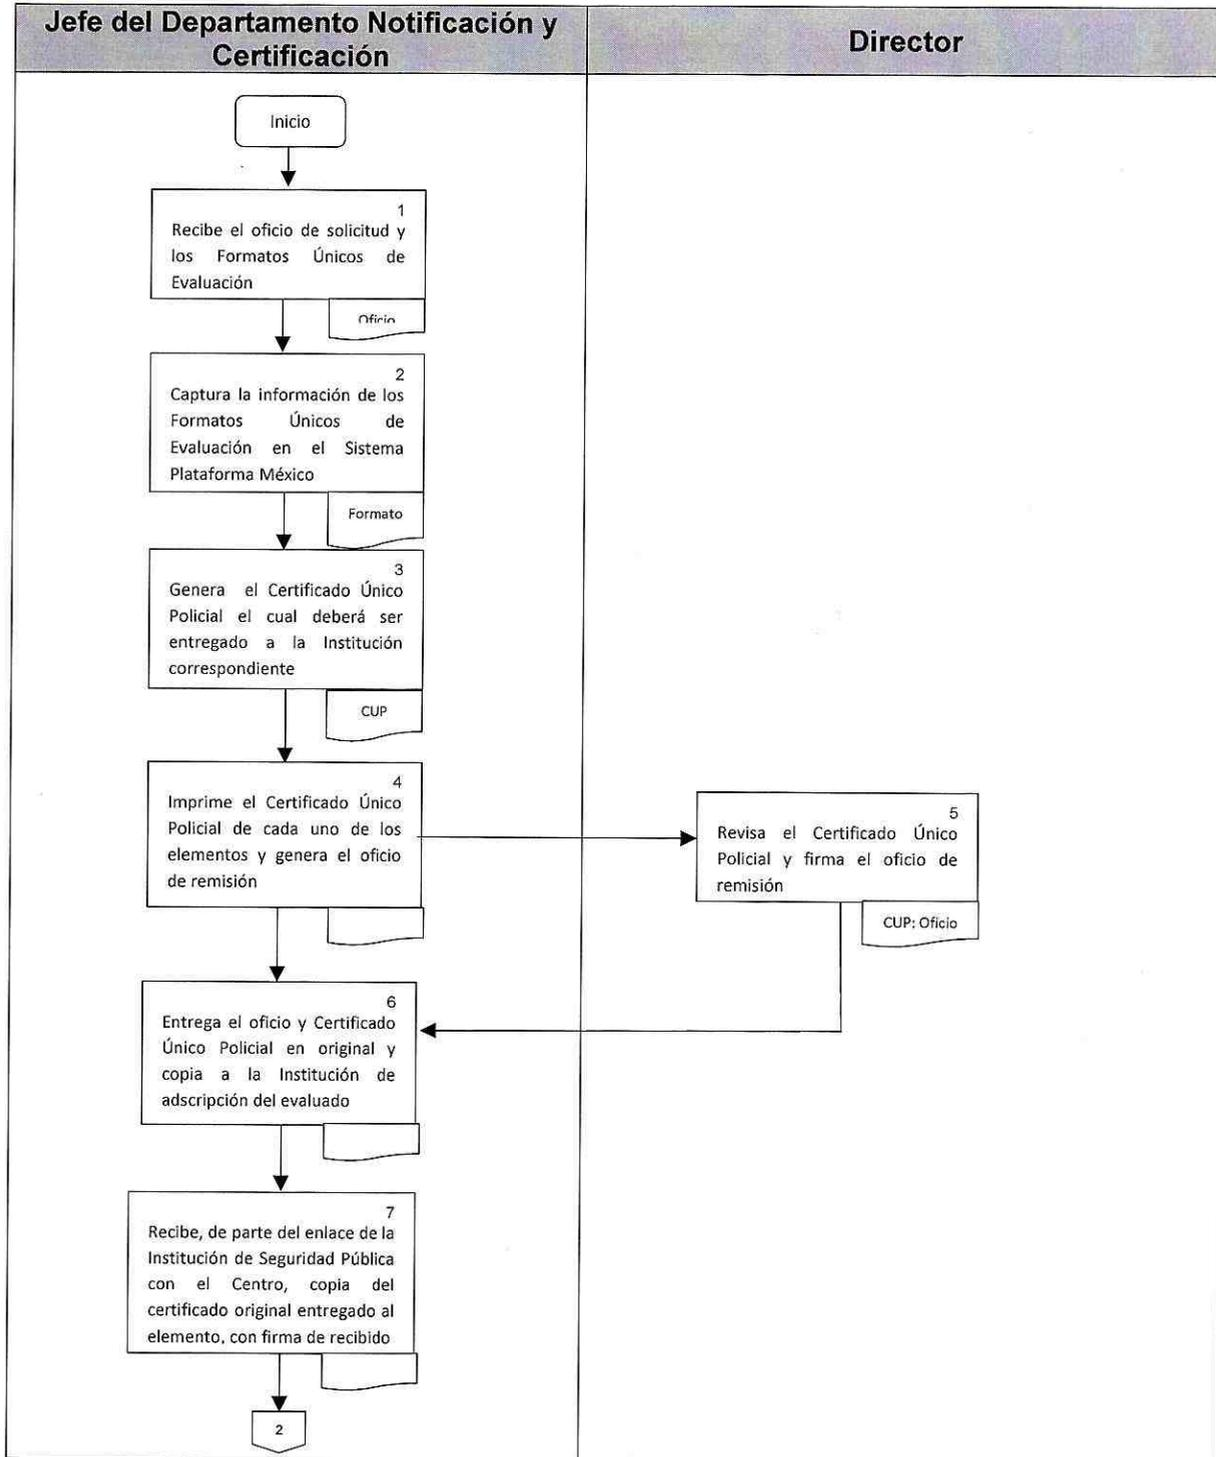 Jefe del Departamento Notificación y
Certificación
Director
Inicio
1
Recibe el oficio de solicitud y
los Formatos Únicos de
Evaluación
Oficio
2
Captura la información de los
Formatos Únicos de
Evaluación en el Sistema
Plataforma México
Formato
3
Genera el Certificado Único
Policial el cual deberá ser
entregado a la Institución
correspondiente
CUP
4
Imprime el Certificado Único
Policial de cada uno de los
elementos y genera el oficio
de remisión
5
Revisa el Certificado Único
Policial y firma el oficio de
remisión
CUP; Oficio
6
Entrega el oficio y Certificado
Único Policial en original y
copia a la Institución de
adscripción del evaluado
7
Recibe, de parte del enlace de la
Institución de Seguridad Pública
con el Centro, copia del
certificado original entregado al
elemento, con firma de recibido
2